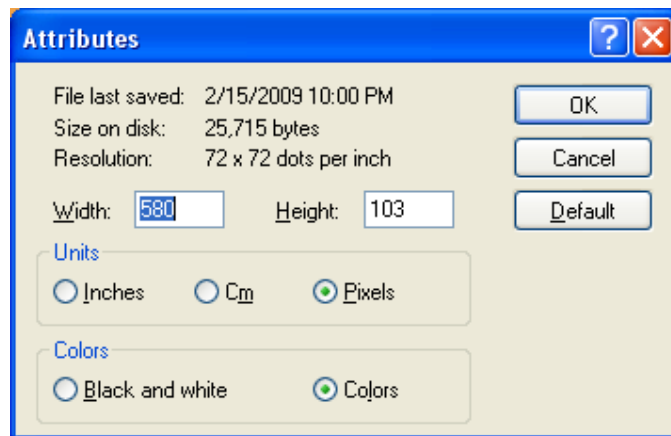 Attributes
File last saved: 2/15/2009 10:00 PM
Size on disk: 25,715 bytes
Resolution: 72 x 72 dots per inch
OK
Cancel
Width: 580 Height: 103
Default
Units
Inches Cm Pixels
Colors
Black and white Colors